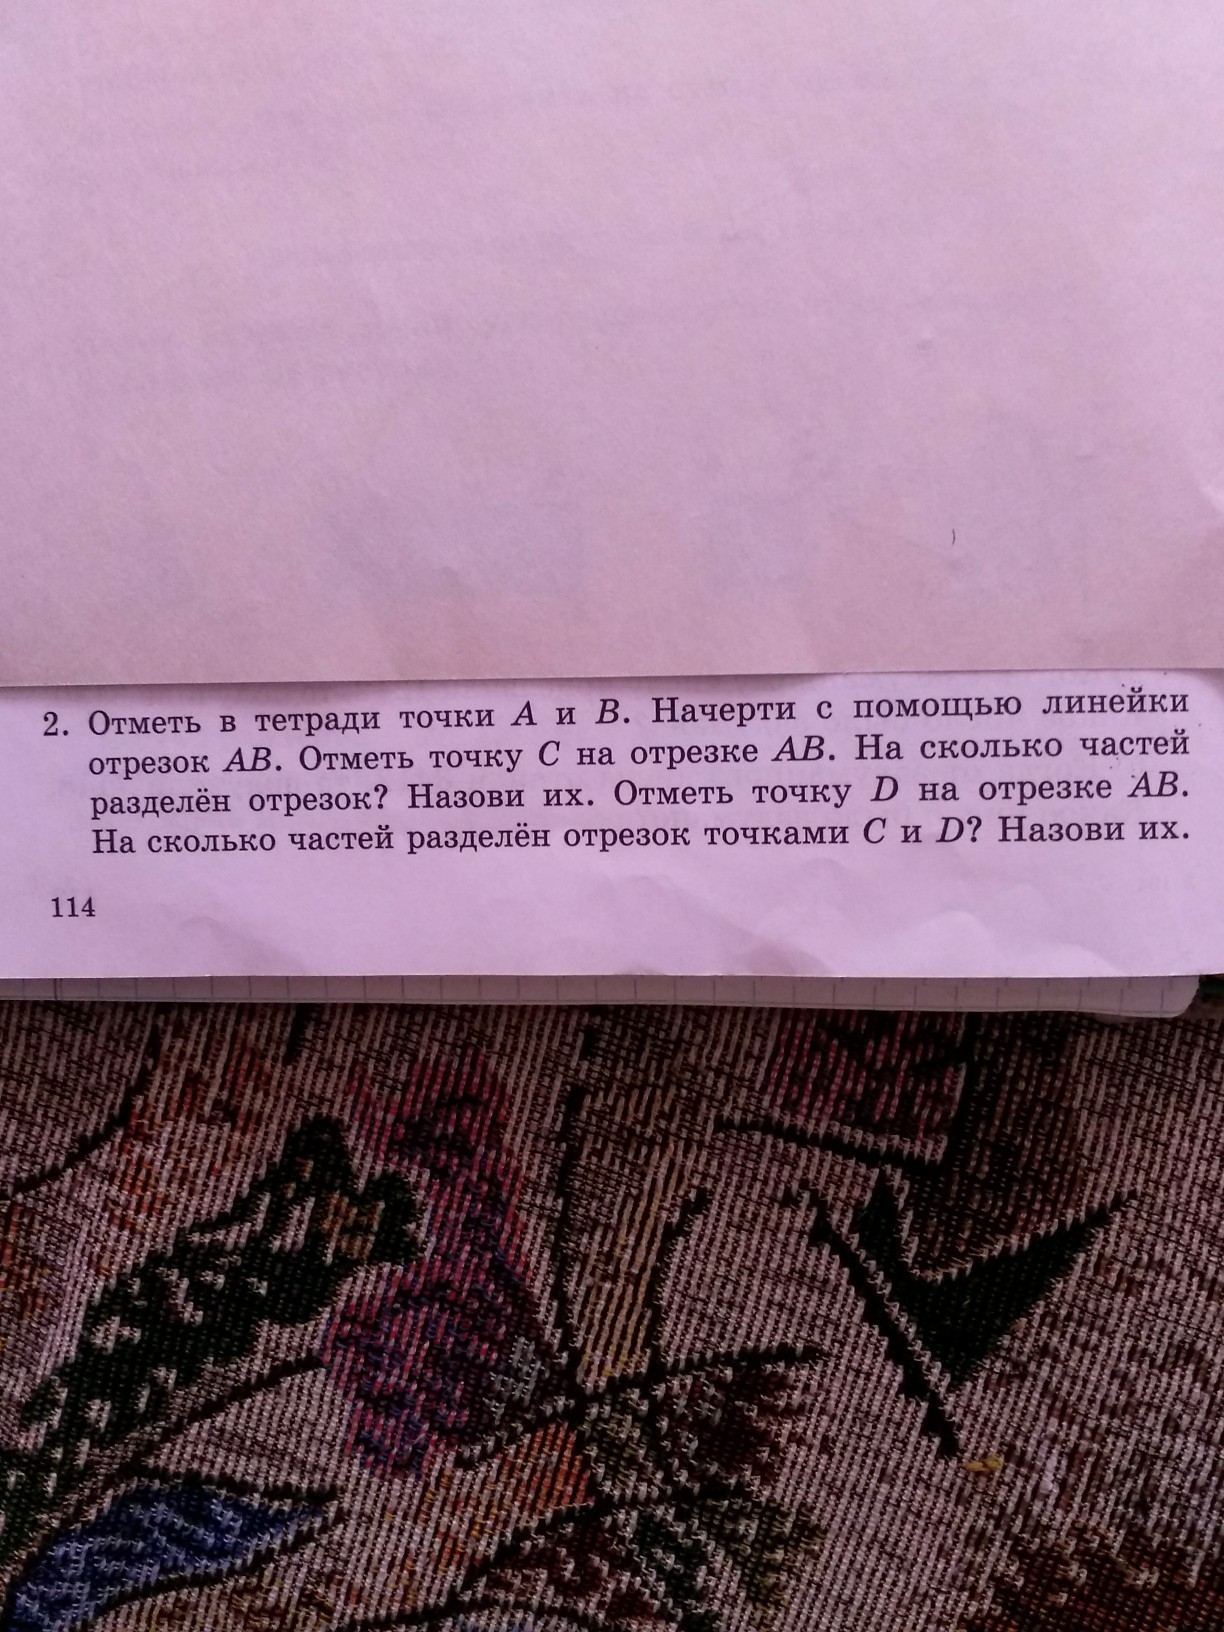 2. Отметь в тетради точки A и B. Начерти с помощью линейки
отрезок AB. Отметь точку C на отрезке AB. На сколько частей
разделён отрезок? Назови их. Отметь точку D на отрезке AB.
На сколько частей разделён отрезок точками C и D? Назови их.
114